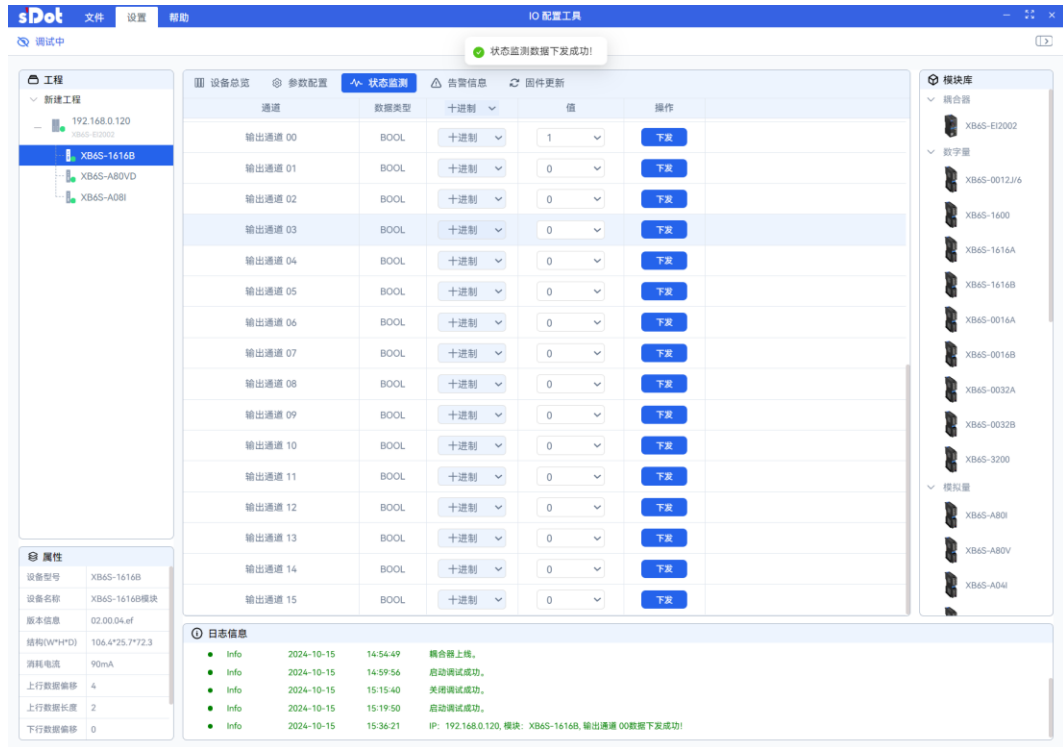 sDot 文件 设置 帮助 IO 配置工具
调试中
状态监测数据下发成功!
工程
新建工程
192.168.0.120
XB6S-EI2002
XB6S-1616B
XB6S-A80VD
XB6S-A08I
设备总览 参数配置 状态监测 告警信息 固件更新
通道 数据类型 十进制 值 操作
输出通道 00 BOOL 十进制 1 下发
输出通道 01 BOOL 十进制 0 下发
输出通道 02 BOOL 十进制 0 下发
输出通道 03 BOOL 十进制 0 下发
输出通道 04 BOOL 十进制 0 下发
输出通道 05 BOOL 十进制 0 下发
输出通道 06 BOOL 十进制 0 下发
输出通道 07 BOOL 十进制 0 下发
输出通道 08 BOOL 十进制 0 下发
输出通道 09 BOOL 十进制 0 下发
输出通道 10 BOOL 十进制 0 下发
输出通道 11 BOOL 十进制 0 下发
输出通道 12 BOOL 十进制 0 下发
输出通道 13 BOOL 十进制 0 下发
输出通道 14 BOOL 十进制 0 下发
输出通道 15 BOOL 十进制 0 下发
模块库
耦合器
XB6S-EI2002
数字量
XB6S-0012J/6
XB6S-1600
XB6S-1616A
XB6S-1616B
XB6S-0016A
XB6S-0016B
XB6S-0032A
XB6S-0032B
XB6S-3200
模拟量
XB6S-A80I
XB6S-A80V
XB6S-A04I
属性
设备型号 XB6S-1616B
设备名称 XB6S-1616B模块
版本信息 02.00.04.ef
结构(W*H*D) 106.4*25.7*72.3
消耗电流 90mA
上行数据偏移 4
上行数据长度 2
下行数据偏移 0
日志信息
Info 2024-10-15 14:54:49 耦合器上线。
Info 2024-10-15 14:59:56 启动调试成功。
Info 2024-10-15 15:15:40 关闭调试成功。
Info 2024-10-15 15:19:50 启动调试成功。
Info 2024-10-15 15:36:21 IP: 192.168.0.120, 模块: XB6S-1616B, 输出通道 00数据下发成功!